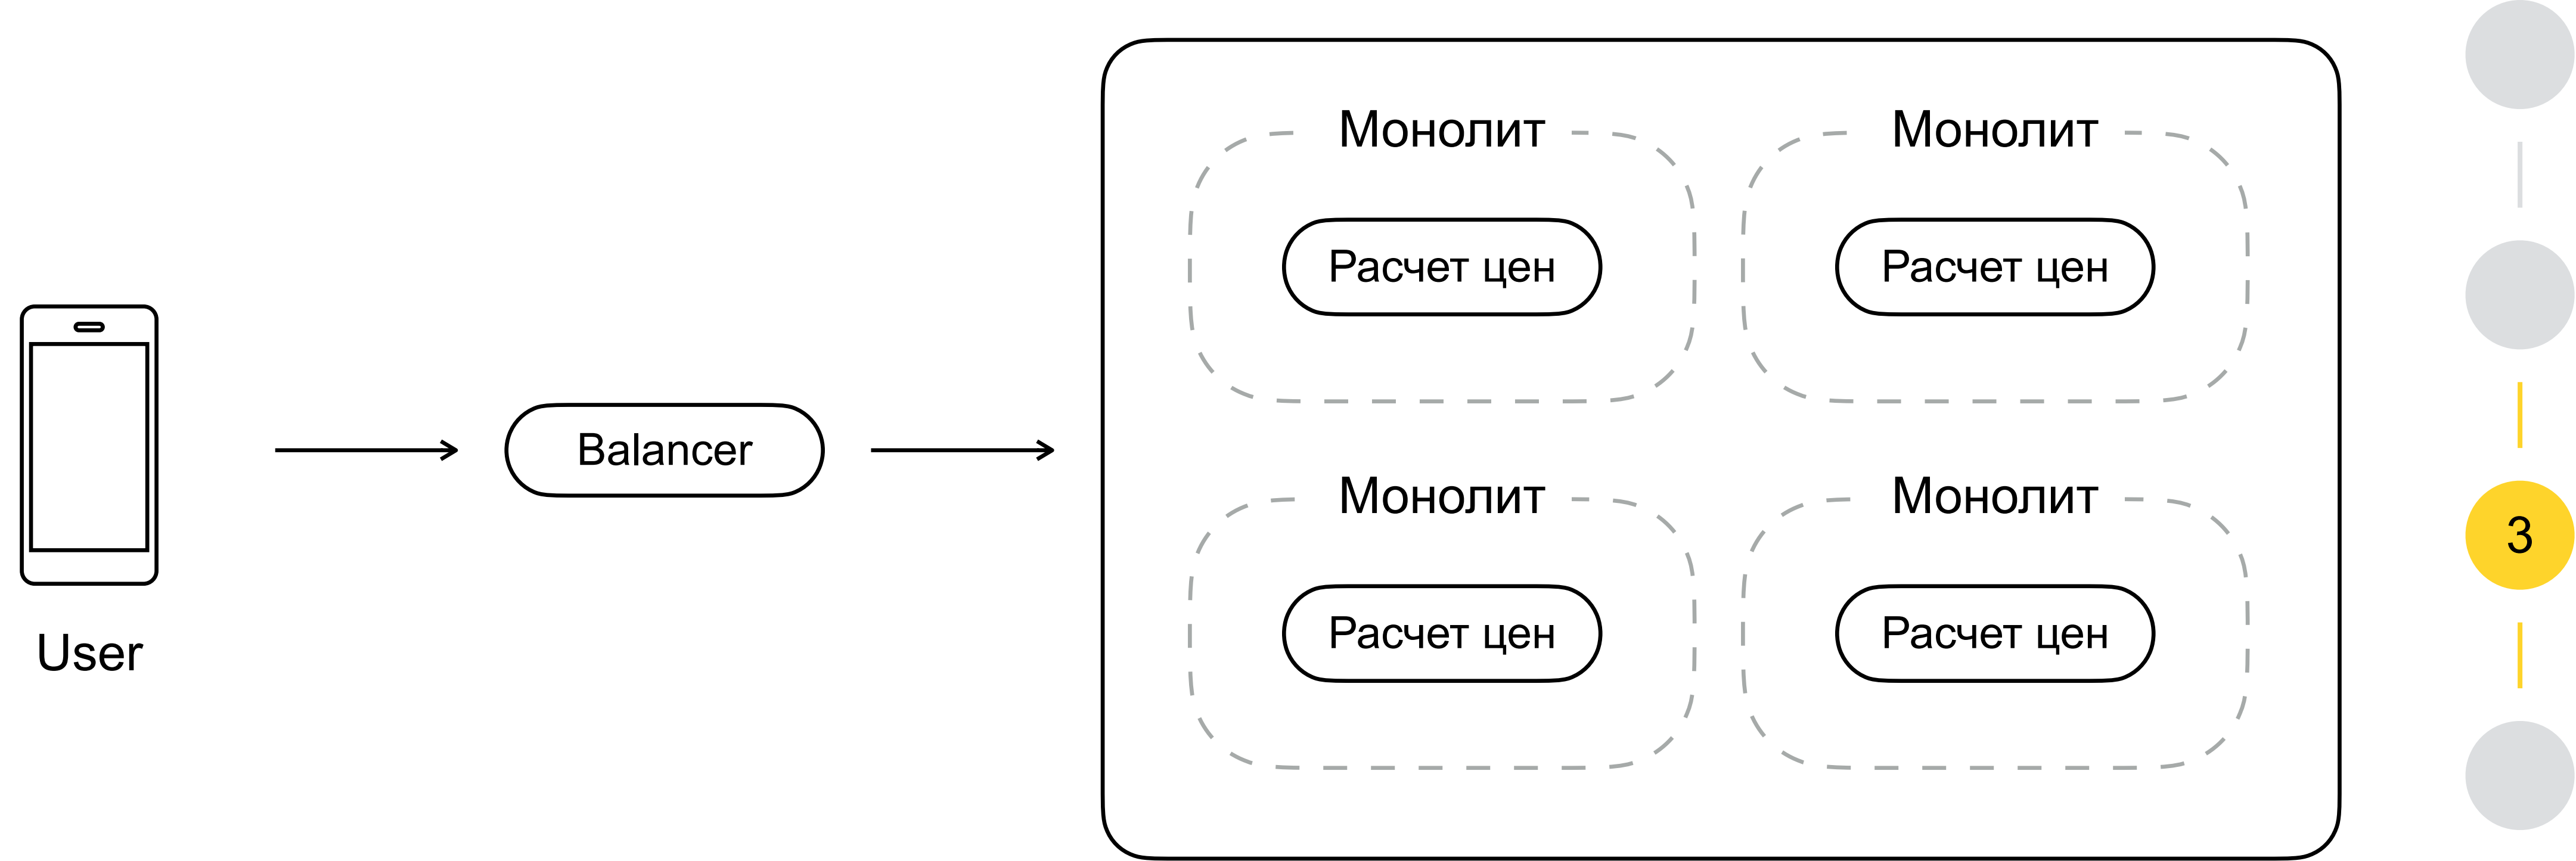 User
Balancer
Монолит
Расчет цен
Монолит
Расчет цен
Монолит
Расчет цен
Монолит
Расчет цен
3